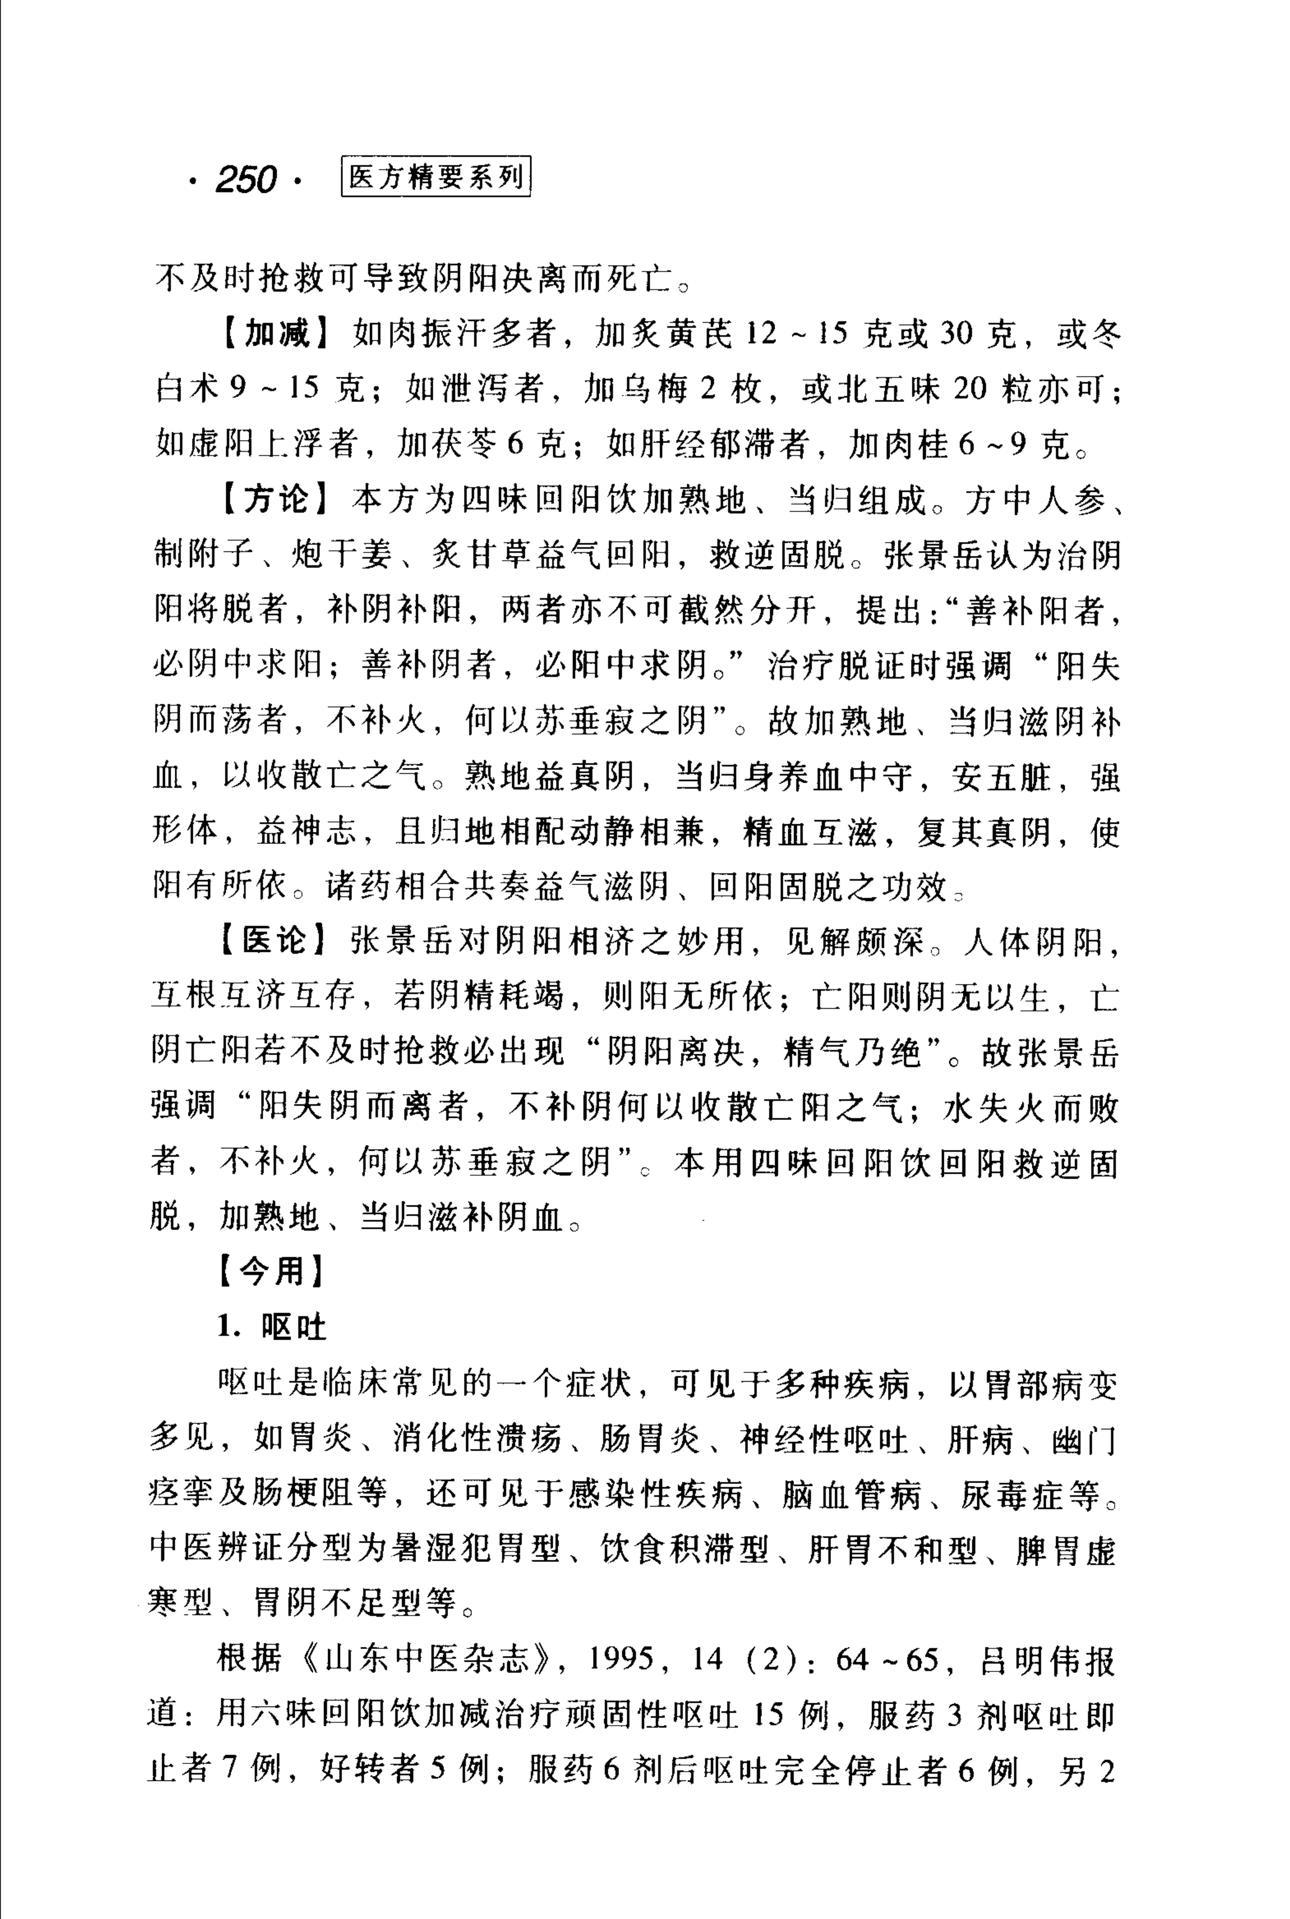 · 250 · 医方精要系列
不及时抢救可导致阴阳决离而死亡。
【加减】 如肉振汗多者，加炙黄芪 12～15 克或 30 克，或冬
白术 9～15 克；如泄泻者，加乌梅 2 枚，或北五味 20 粒亦可；
如虚阳上浮者，加茯苓 6 克；如肝经郁滞者，加肉桂 6～9 克。
【方论】 本方为四味回阳饮加熟地、当归组成。方中人参、
制附子、炮干姜、炙甘草益气回阳，救逆固脱。张景岳认为治阴
阳将脱者，补阴补阳，两者亦不可截然分开，提出：“善补阳者，
必阴中求阳；善补阴者，必阳中求阴。”治疗脱证时强调“阳失
阴而荡者，不补火，何以苏垂寂之阴”。故加熟地、当归滋阴补
血，以收散亡之气。熟地益真阴，当归身养血中守，安五脏，强
形体，益神志，且归地相配动静相兼，精血互滋，复其真阴，使
阳有所依。诸药相合共奏益气滋阴、回阳固脱之功效。
【医论】 张景岳对阴阳相济之妙用，见解颇深。人体阴阳，
互根互济互存，若阴精耗竭，则阳无所依；亡阳则阴无以生，亡
阴亡阳若不及时抢救必出现“阴阳离决，精气乃绝”。故张景岳
强调“阳失阴而离者，不补阴何以收散亡阳之气；水失火而败
者，不补火，何以苏垂寂之阴”。本用四味回阳饮回阳救逆固
脱，加熟地、当归滋补阴血。
【今用】
1. 呕吐
呕吐是临床常见的一个症状，可见于多种疾病，以胃部病变
多见，如胃炎、消化性溃疡、肠胃炎、神经性呕吐、肝病、幽门
痉挛及肠梗阻等，还可见于感染性疾病、脑血管病、尿毒症等。
中医辨证分型为暑湿犯胃型、饮食积滞型、肝胃不和型、脾胃虚
寒型、胃阴不足型等。
根据《山东中医杂志》，1995，14（2）：64～65，吕明伟报
道：用六味回阳饮加减治疗顽固性呕吐 15 例，服药 3 剂呕吐即
止者 7 例，好转者 5 例；服药 6 剂后呕吐完全停止者 6 例，另 2